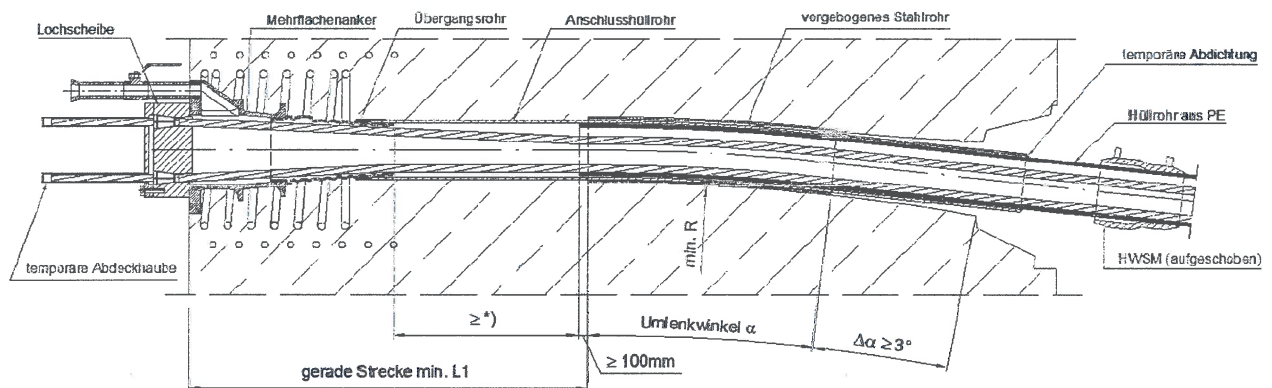 Lochscheibe
Mehrflächenanker
Übergangsrohr
Anschlusshüllrohr
vorgebogenes Stahlrohr
temporäre Abdichtung
Hüllrohr aus PE
temporäre Abdeckhaube
min. R
HWSM (aufgeschoben)
≥ *)
Umlenkwinkel α
Δα ≥ 3°
≥ 100mm
gerade Strecke min. L1